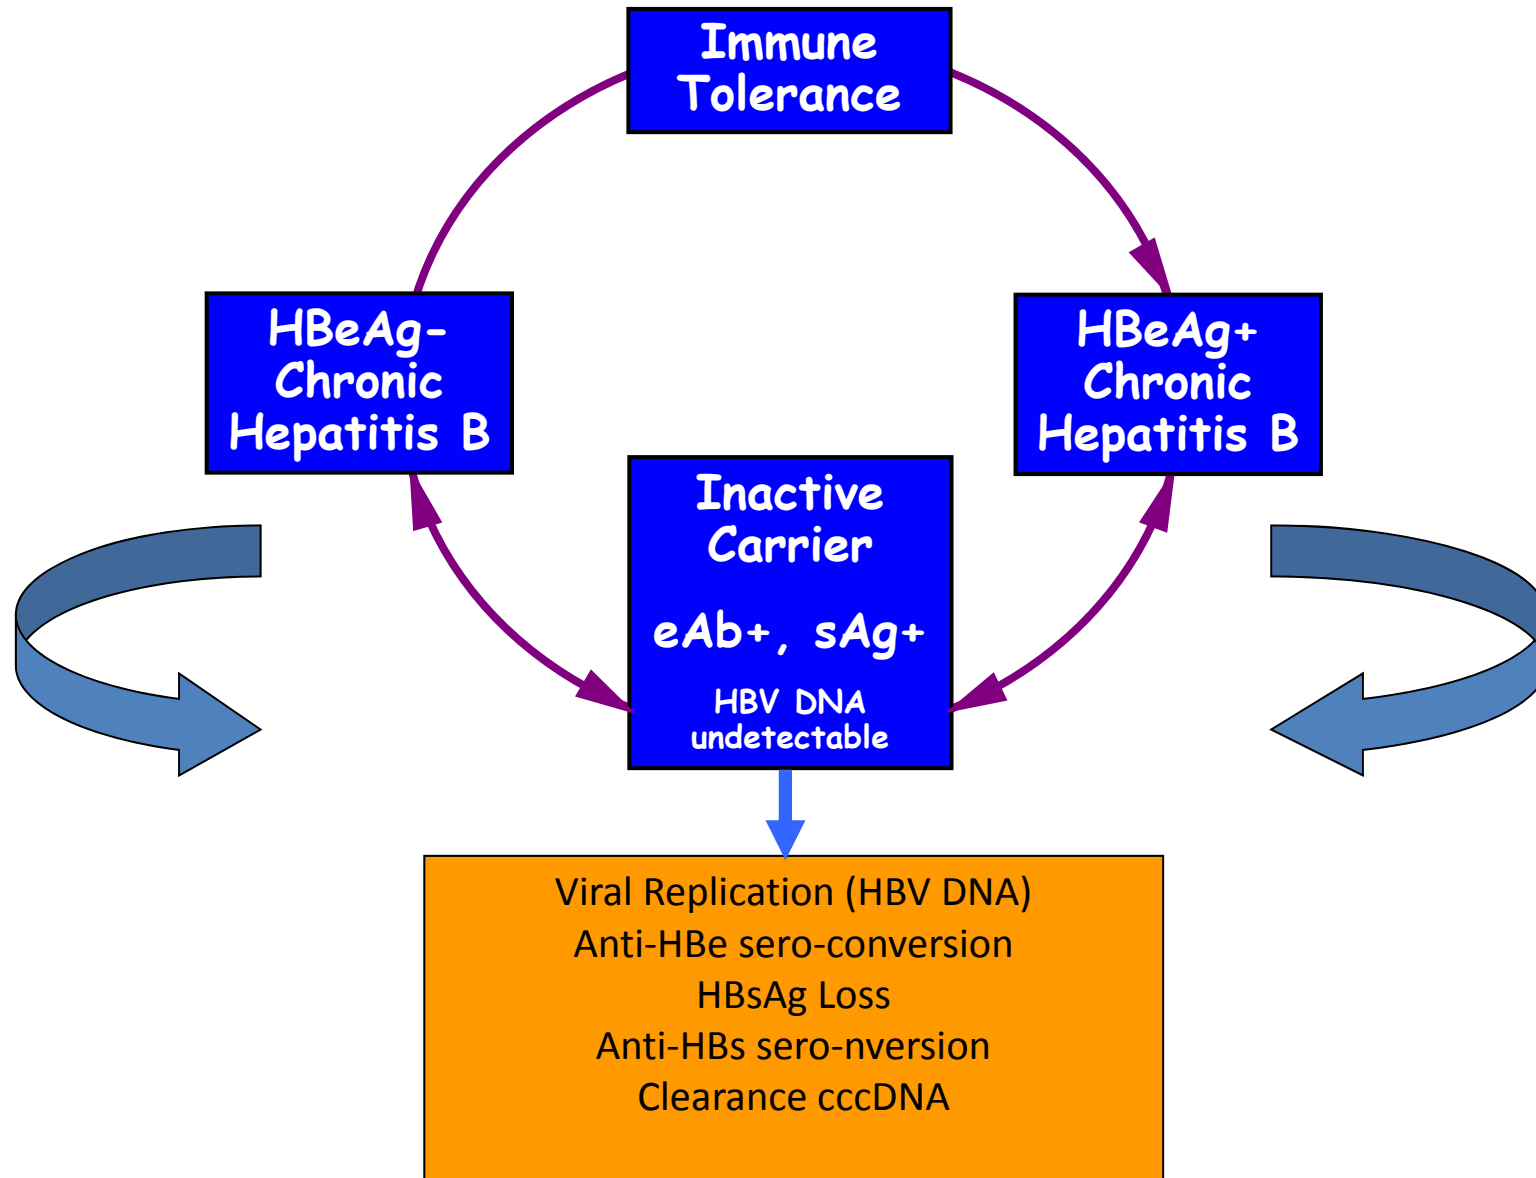 Immune
Tolerance
HBeAg-
Chronic
Hepatitis B
HBeAg+
Chronic
Hepatitis B
Inactive
Carrier
eAb+, sAg+
HBV DNA
undetectable
Viral Replication (HBV DNA)
Anti-HBe sero-conversion
HBsAg Loss
Anti-HBs sero-nversion
Clearance cccDNA